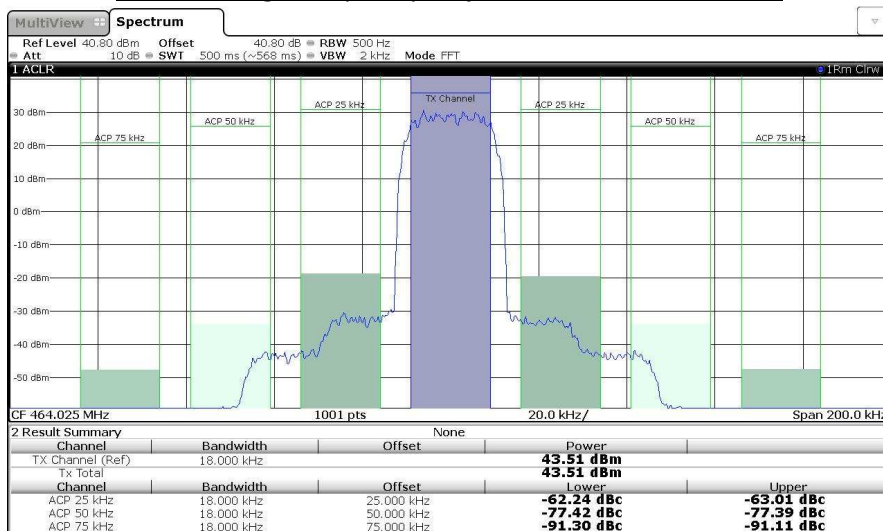 MultiView Spectrum
Ref Level 40.80 dBm Offset 40.80 dB RBW 500 Hz
Att 10 dB SWT 500 ms (~568 ms) VBW 2 kHz Mode FFT
1 ACLR 1Rm Clrw
TX Channel
ACP 25 kHz ACP 25 kHz
30 dBm
ACP 50 kHz ACP 50 kHz
ACP 75 kHz ACP 75 kHz
20 dBm
10 dBm
0 dBm
-10 dBm
-20 dBm
-30 dBm
-40 dBm
-50 dBm
CF 464.025 MHz 1001 pts 20.0 kHz/ Span 200.0 kHz
2 Result Summary None
Channel Bandwidth Offset Power
TX Channel (Ref) 18.000 kHz 43.51 dBm
Tx Total 43.51 dBm
Channel Bandwidth Offset Lower Upper
ACP 25 kHz 18.000 kHz 25.000 kHz -62.24 dBc -63.01 dBc
ACP 50 kHz 18.000 kHz 50.000 kHz -77.42 dBc -77.39 dBc
ACP 75 kHz 18.000 kHz 75.000 kHz -91.30 dBc -91.11 dBc